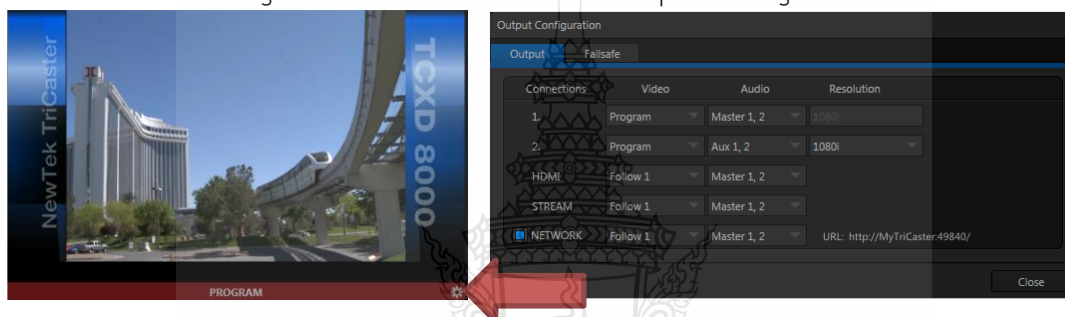 NewTek TriCaster
TCXD 8000
PROGRAM
Output Configuration
Output Failsafe
Connections Video Audio Resolution
1. Program Master 1, 2 1080i
2. Program Aux 1, 2 1080i
HDMI Follow 1 Master 1, 2
STREAM Follow 1 Master 1, 2
NETWORK Follow 1 Master 1, 2 URL: http://MyTriCaster:49840/
Close